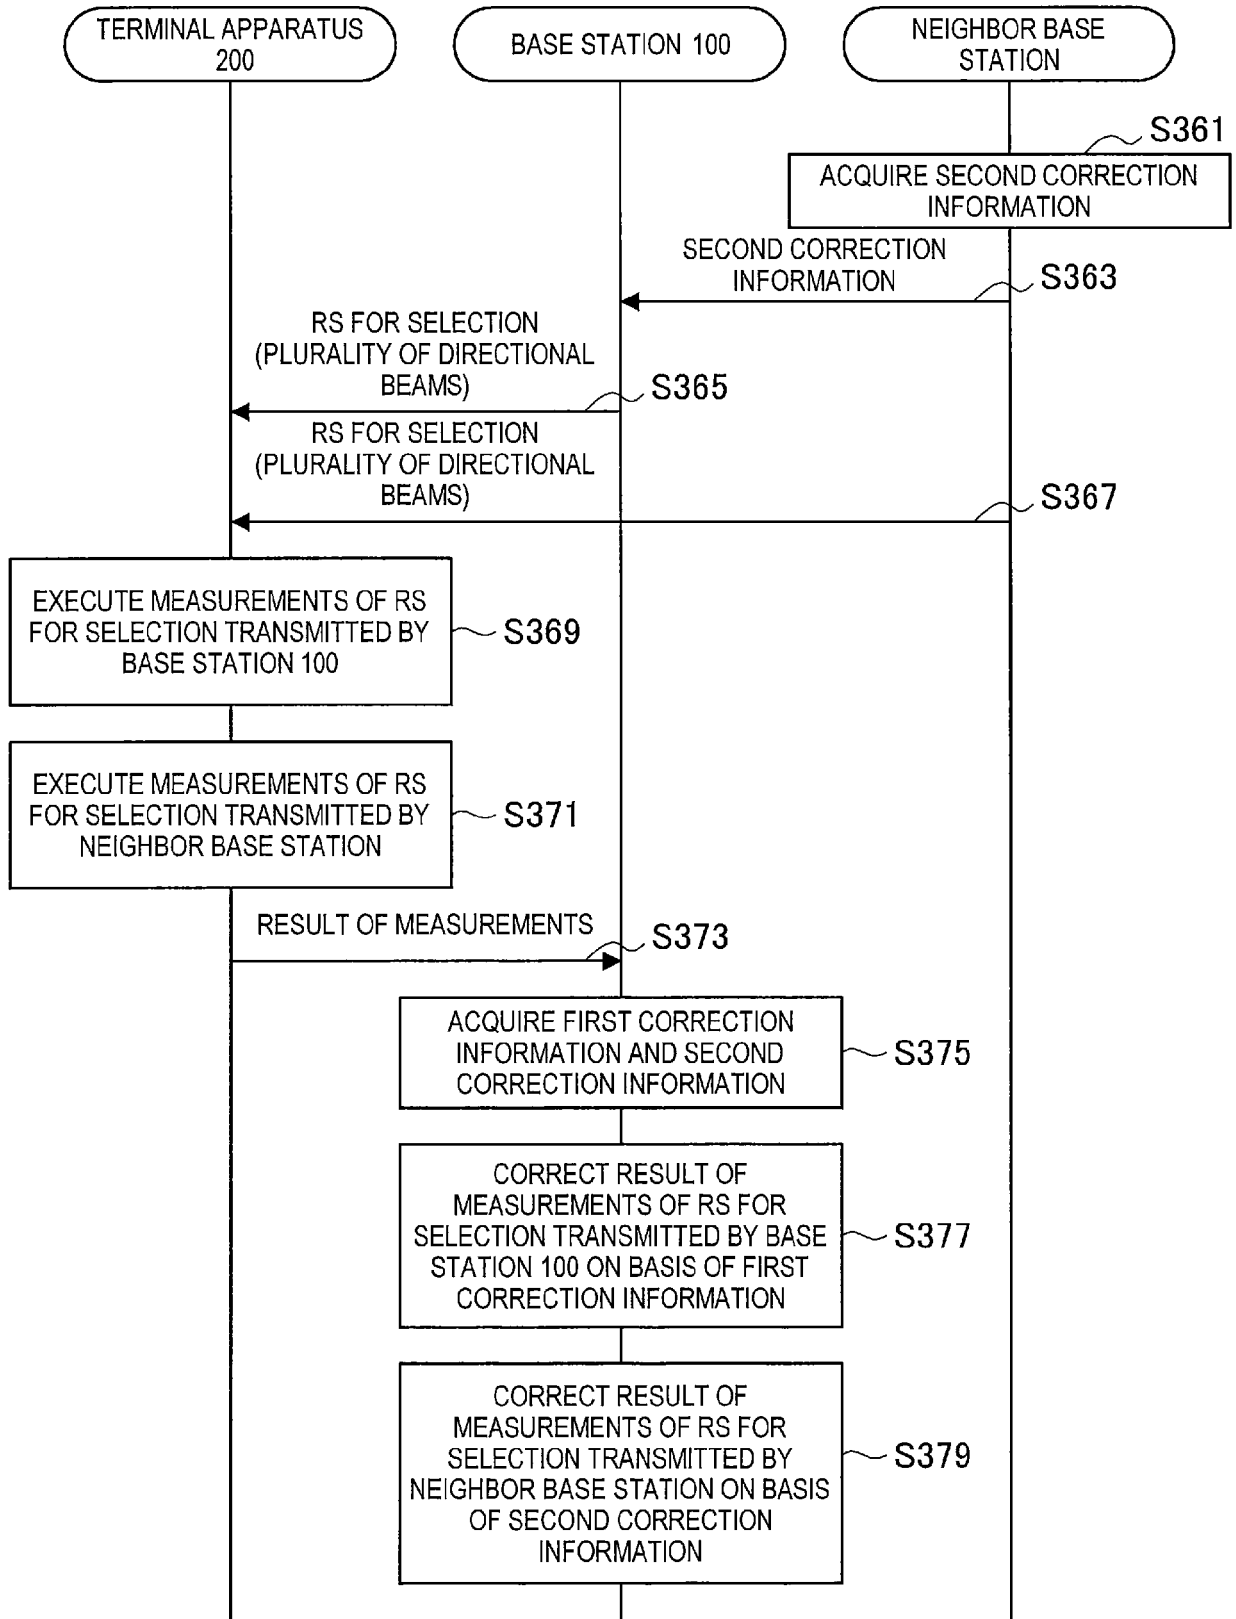 TERMINAL APPARATUS
200
BASE STATION 100
NEIGHBOR BASE
STATION
S361
ACQUIRE SECOND CORRECTION
INFORMATION
SECOND CORRECTION
INFORMATION
S363
RS FOR SELECTION
(PLURALITY OF DIRECTIONAL
BEAMS)
S365
RS FOR SELECTION
(PLURALITY OF DIRECTIONAL
BEAMS)
S367
EXECUTE MEASUREMENTS OF RS
FOR SELECTION TRANSMITTED BY
BASE STATION 100
S369
EXECUTE MEASUREMENTS OF RS
FOR SELECTION TRANSMITTED BY
NEIGHBOR BASE STATION
S371
RESULT OF MEASUREMENTS
S373
ACQUIRE FIRST CORRECTION
INFORMATION AND SECOND
CORRECTION INFORMATION
S375
CORRECT RESULT OF
MEASUREMENTS OF RS FOR
SELECTION TRANSMITTED BY BASE
STATION 100 ON BASIS OF FIRST
CORRECTION INFORMATION
S377
CORRECT RESULT OF
MEASUREMENTS OF RS FOR
SELECTION TRANSMITTED BY
NEIGHBOR BASE STATION ON BASIS
OF SECOND CORRECTION
INFORMATION
S379